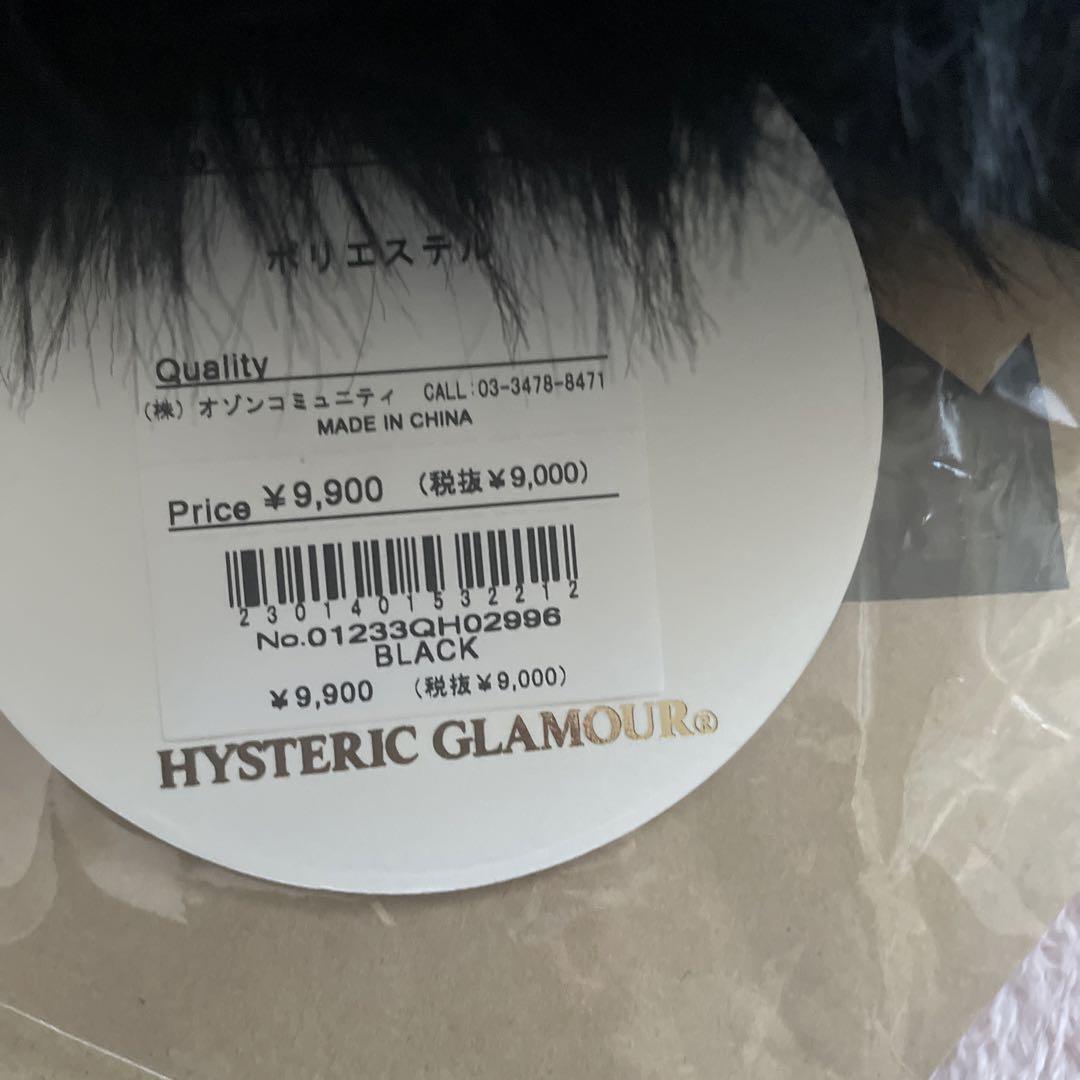 ポリエステル
Quality
(株) オゾンコミュニティ CALL:03-3478-8471
MADE IN CHINA
Price ¥9,900 (税抜¥9,000)
2301401532212
No.01233QH02996
BLACK
¥9,900 (税抜¥9,000)
HYSTERIC GLAMOUR®